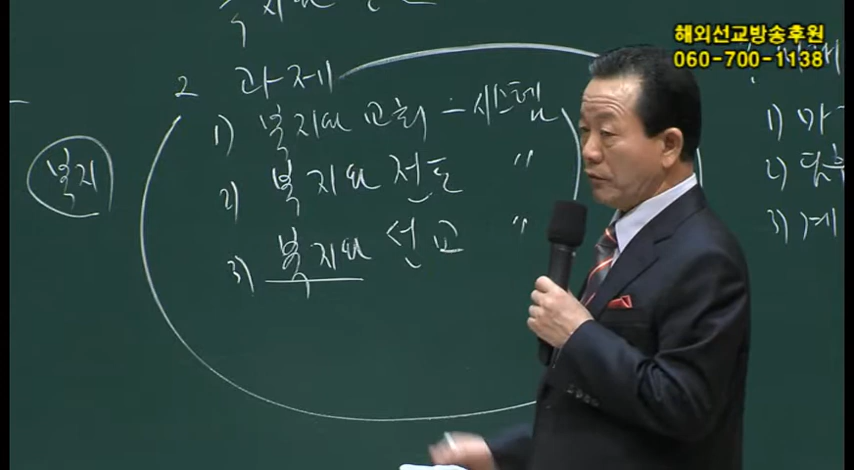 해외선교방송후원
060-700-1138
2 과제
1) 복지와 교회 - 시스템
2) 복지와 전도 "
3) 복지와 선교 "
복지
1) 마
2)
3)